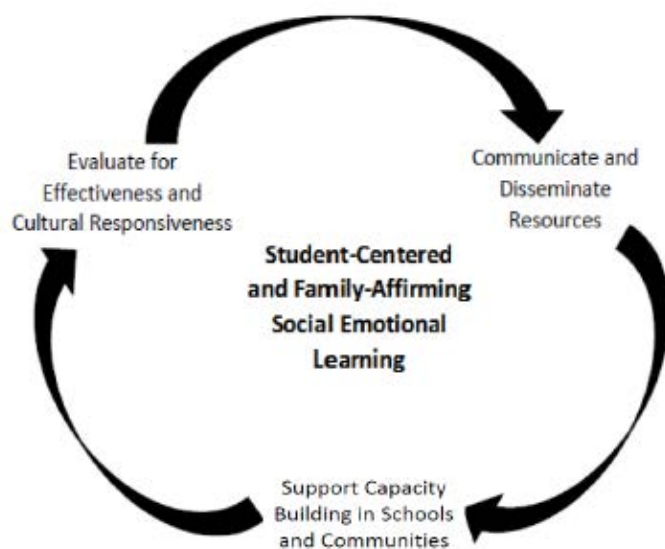 Evaluate for
Effectiveness and
Cultural Responsiveness
Communicate and
Disseminate
Resources
Student-Centered
and Family-Affirming
Social Emotional
Learning
Support Capacity
Building in Schools
and Communities